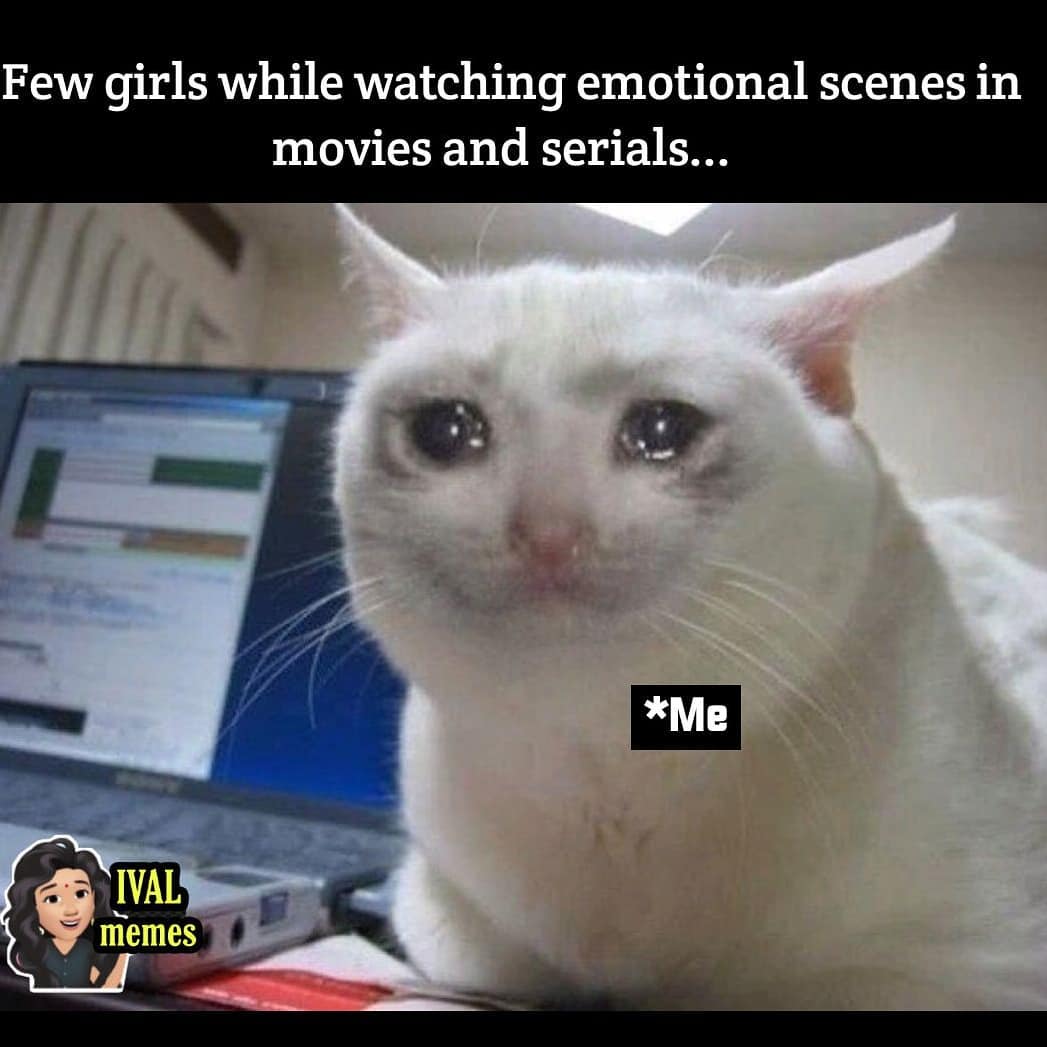 Few girls while watching emotional scenes in
movies and serials...
*Me
IVAL
memes